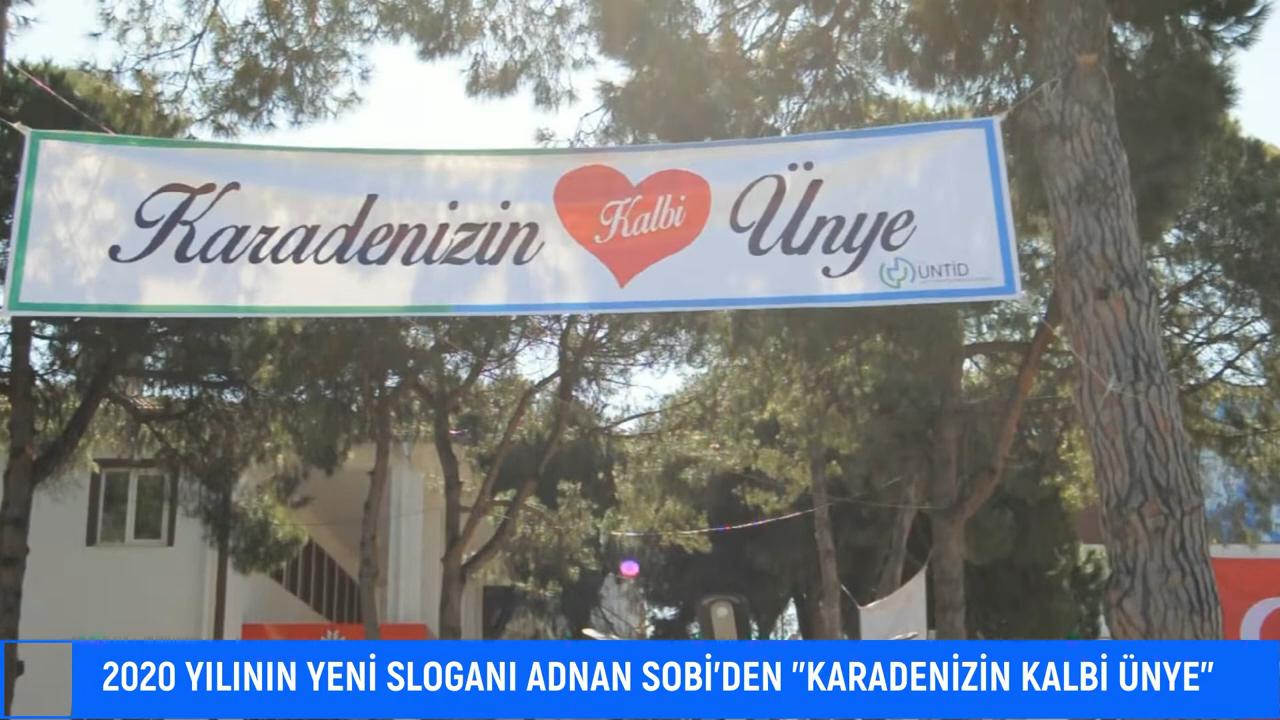 Karadenizin Kalbi Ünye
ÜNTİD
2020 YILININ YENİ SLOGANI ADNAN SOBİ'DEN "KARADENİZİN KALBİ ÜNYE"